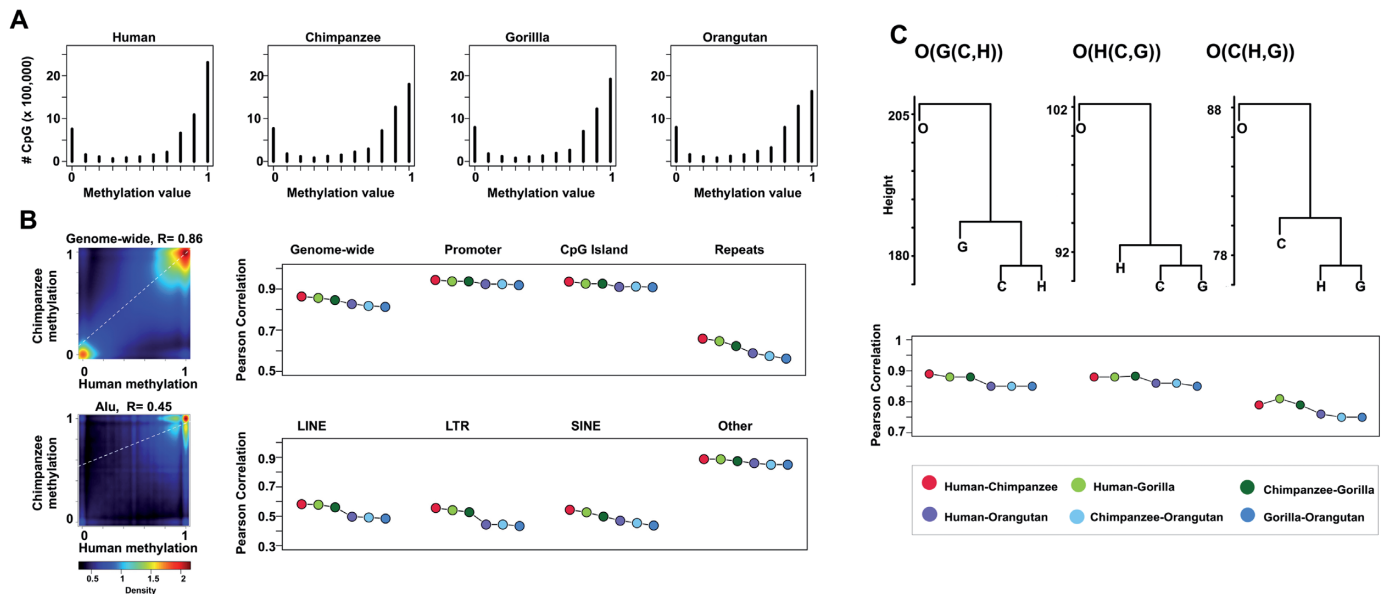 A
Human
Chimpanzee
Gorillla
Orangutan
# CpG (x 100,000)
20
10
0
20
10
0
20
10
0
20
10
0
0
1
0
1
0
1
0
1
Methylation value
Methylation value
Methylation value
Methylation value
B
Genome-wide, R= 0.86
Chimpanzee
methylation
1
0
0
1
Human methylation
Alu, R= 0.45
Chimpanzee
methylation
1
0
0
1
Human methylation
0.5
1
1.5
2
Density
Genome-wide
Promoter
CpG Island
Repeats
Pearson Correlation
0.9
0.7
0.5
LINE
LTR
SINE
Other
Pearson Correlation
0.9
0.7
0.5
0.3
C
O(G(C,H))
O(H(C,G))
O(C(H,G))
Height
205
180
O
G
C
H
102
92
O
H
C
G
88
78
O
C
H
G
Pearson Correlation
1
0.9
0.8
0.7
Human-Chimpanzee
Human-Gorilla
Chimpanzee-Gorilla
Human-Orangutan
Chimpanzee-Orangutan
Gorilla-Orangutan